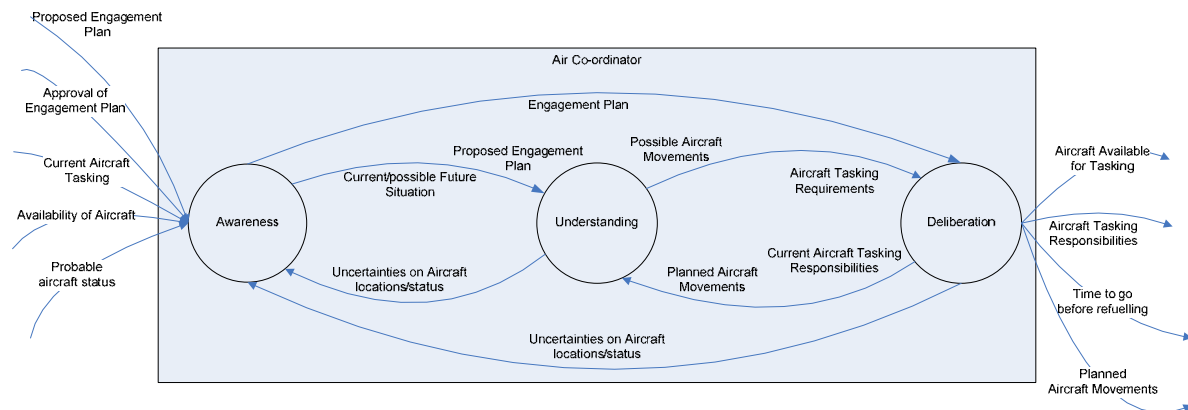 Proposed Engagement
Plan
Approval of
Engagement Plan
Current Aircraft
Tasking
Availability of Aircraft
Probable
aircraft status
Air Co-ordinator
Engagement Plan
Proposed Engagement
Plan
Current/possible Future
Situation
Possible Aircraft
Movements
Aircraft Tasking
Requirements
Awareness
Understanding
Deliberation
Uncertainties on Aircraft
locations/status
Planned Aircraft
Movements
Current Aircraft Tasking
Responsibilities
Uncertainties on Aircraft
locations/status
Aircraft Available
for Tasking
Aircraft Tasking
Responsibilities
Time to go
before refuelling
Planned
Aircraft Movements